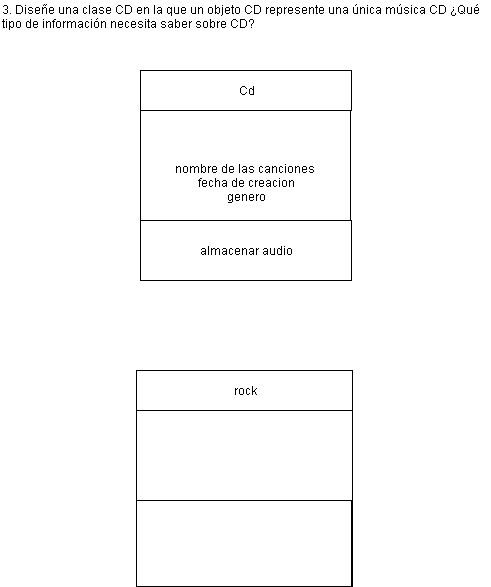 3. Diseñe una clase CD en la que un objeto CD represente una única música CD ¿Qué
tipo de información necesita saber sobre CD?
Cd
nombre de las canciones
fecha de creacion
genero
almacenar audio
rock